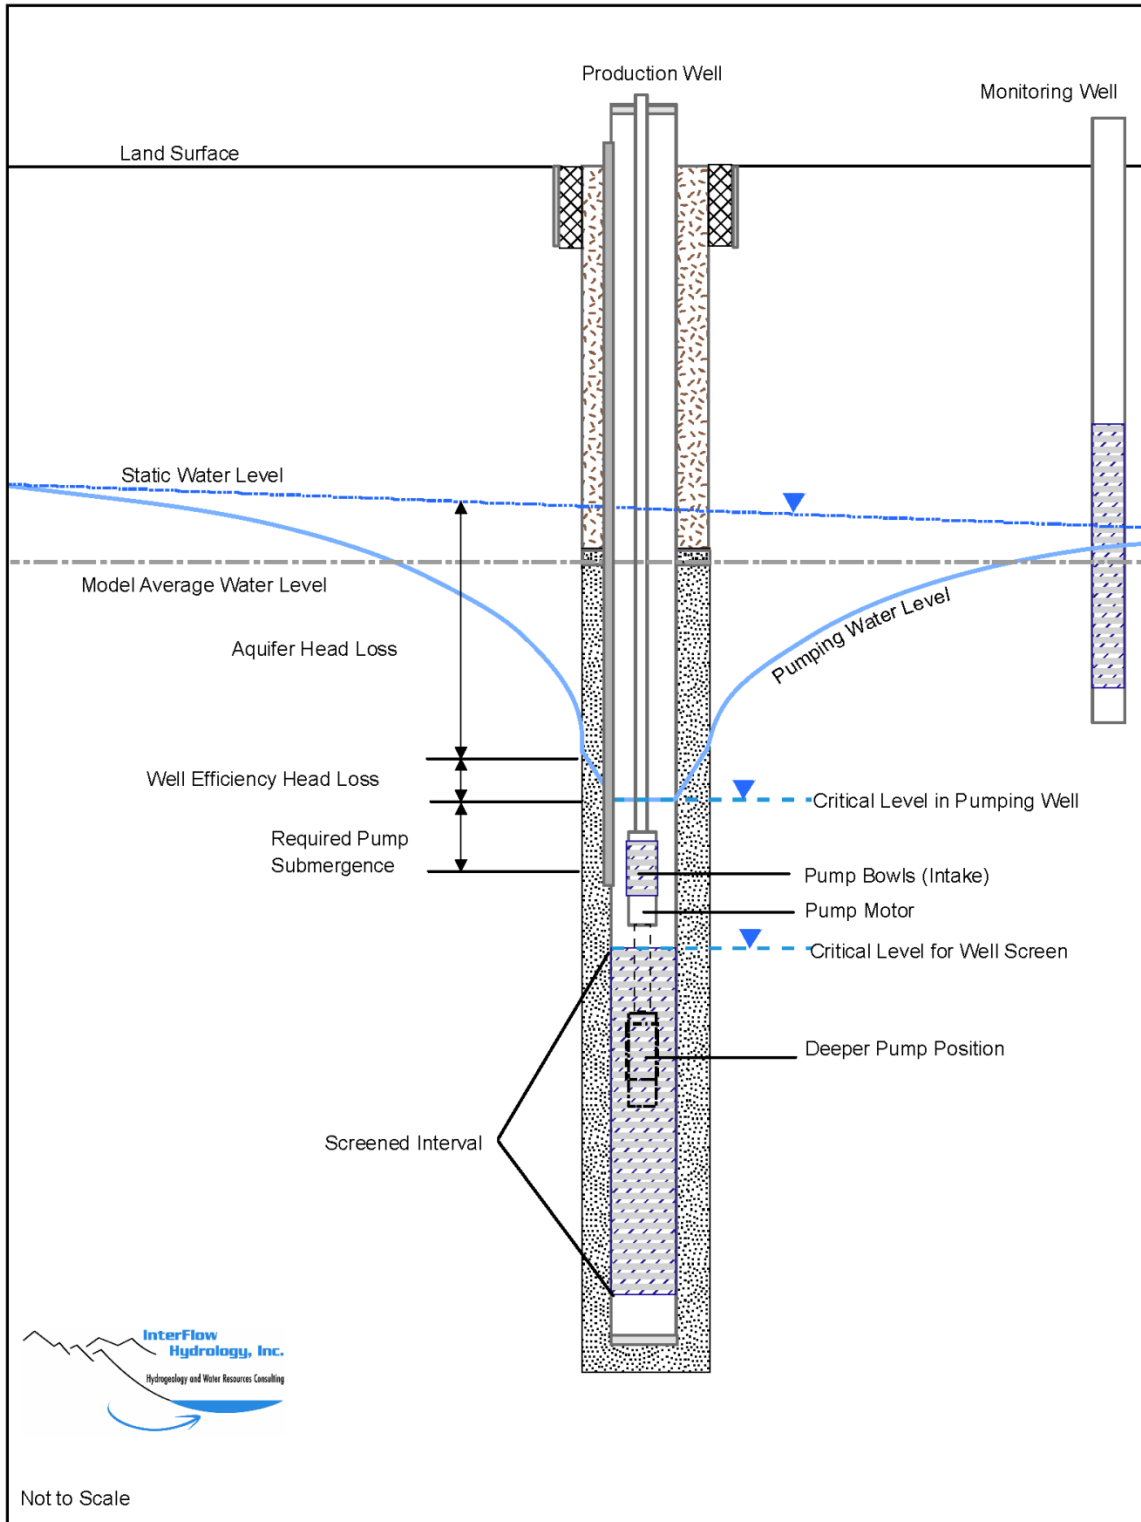 Production Well
Monitoring Well
Land Surface
Static Water Level
Model Average Water Level
Aquifer Head Loss
Pumping Water Level
Well Efficiency Head Loss
Critical Level in Pumping Well
Required Pump
Submergence
Pump Bowls (Intake)
Pump Motor
Critical Level for Well Screen
Deeper Pump Position
Screened Interval
InterFlow
Hydrology, Inc.
Hydrogeology and Water Resources Consulting
Not to Scale